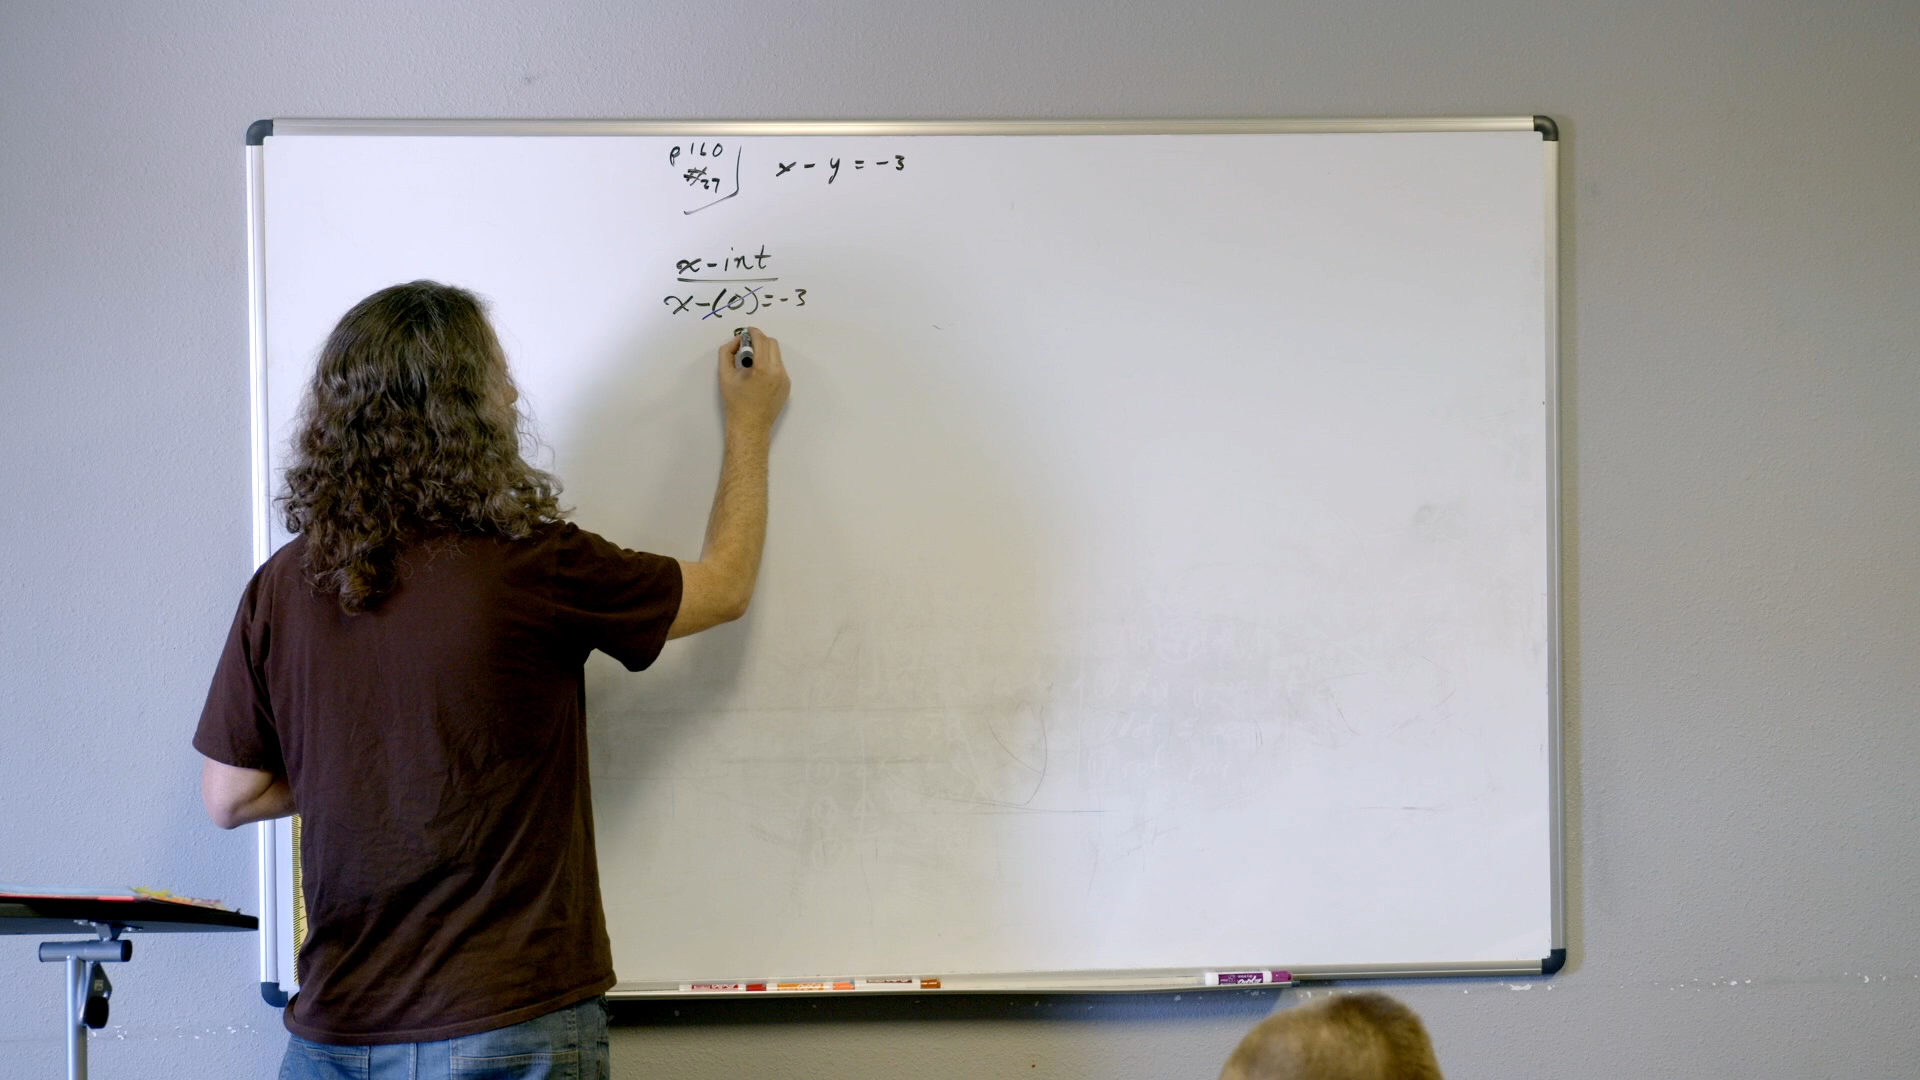 p 160
#27
x - y = -3
x-int
x-(0)=-3